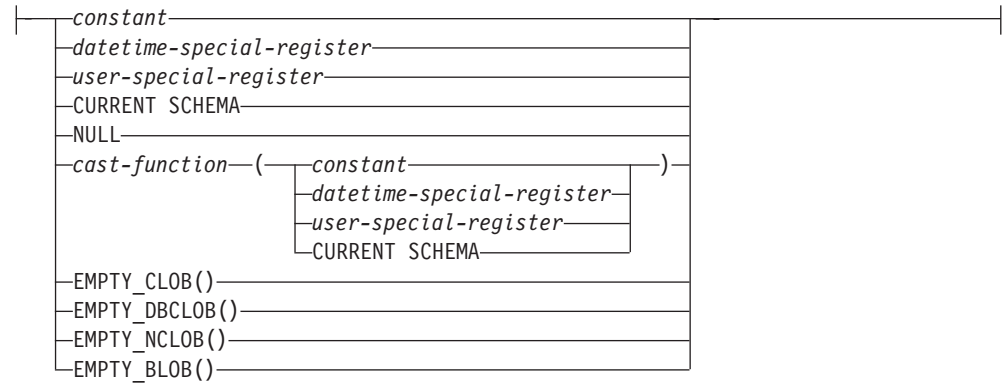 constant
datetime-special-register
user-special-register
CURRENT SCHEMA
NULL
cast-function ( constant )
datetime-special-register
user-special-register
CURRENT SCHEMA
EMPTY_CLOB()
EMPTY_DBCLOB()
EMPTY_NCLOB()
EMPTY_BLOB()